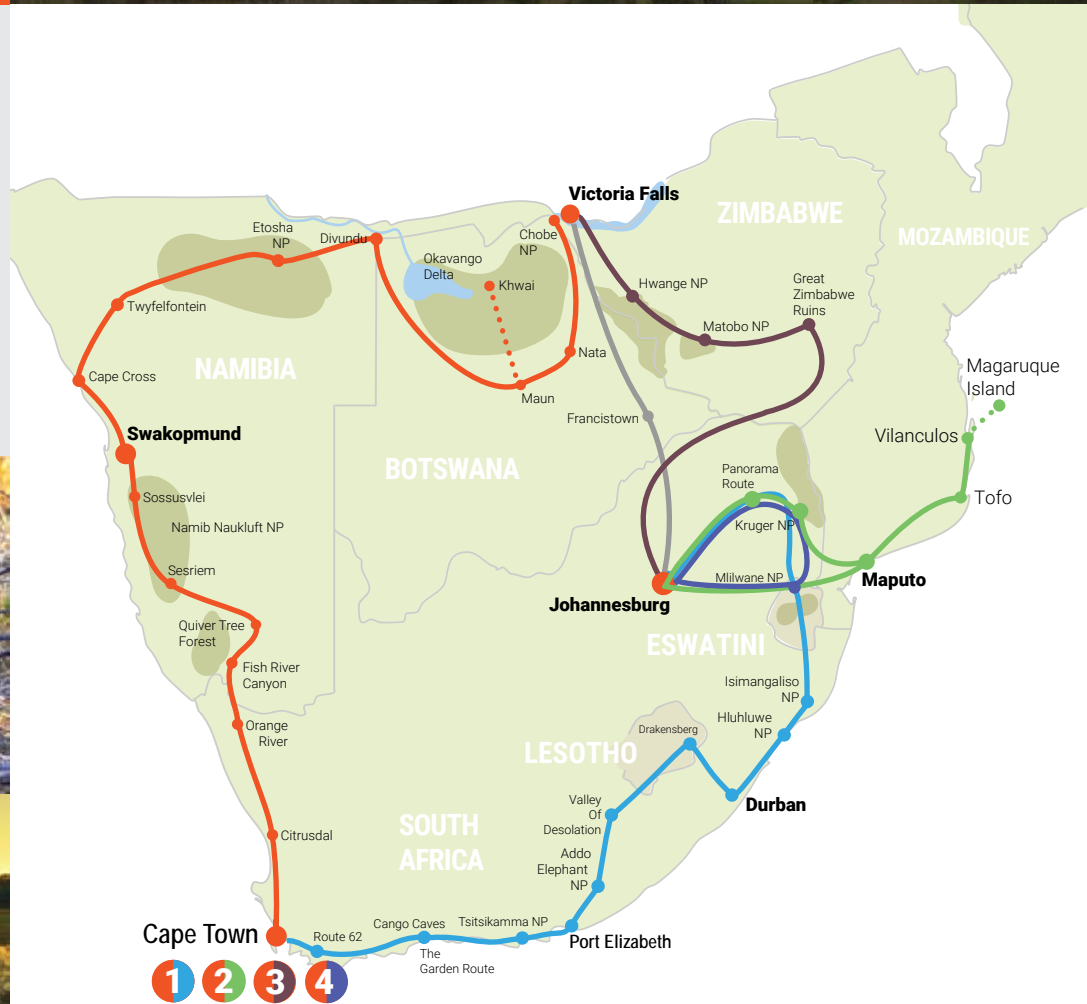 Victoria Falls
ZIMBABWE
MOZAMBIQUE
Etosha
NP
Divundu
Chobe
NP
Okavango
Delta
Khwai
Hwange NP
Great
Zimbabwe
Ruins
Twyfelfontein
Matobo NP
Nata
NAMIBIA
Cape Cross
Maun
Magaruque
Island
Francistown
Swakopmund
Vilanculos
BOTSWANA
Panorama
Route
Sossusvlei
Tofo
Namib Naukluft NP
Kruger NP
Sesriem
Mlilwane NP
Maputo
Johannesburg
Quiver Tree
Forest
ESWATINI
Fish River
Canyon
Isimangaliso
NP
Orange
River
Hluhluwe
NP
Drakensberg
LESOTHO
Durban
Valley
Of
Desolation
SOUTH
AFRICA
Citrusdal
Addo
Elephant
NP
Cape Town
Route 62
Cango Caves
Tsitsikamma NP
Port Elizabeth
The
Garden Route
1 2 3 4